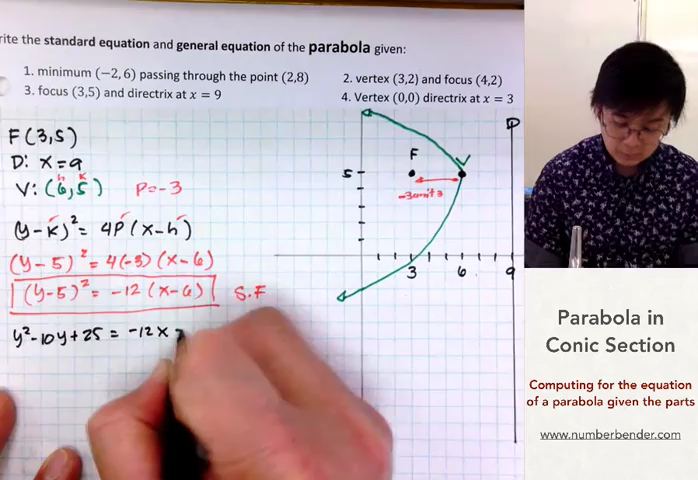 rite the standard equation and general equation of the parabola given:
1. minimum (−2, 6) passing through the point (2,8)
2. vertex (3,2) and focus (4,2)
3. focus (3,5) and directrix at x = 9
4. Vertex (0,0) directrix at x = 3
F(3,5)
D: x=9
V: (6,5) P=-3
h k
(y-k)² = 4P(x-h)
(y-5)² = 4(-3)(x-6)
(y-5)² = -12(x-6) S.F
y²-10y+25 = -12x
D
F
V
5
-3units
3
6
9
Parabola in
Conic Section
Computing for the equation
of a parabola given the parts
www.numberbender.com